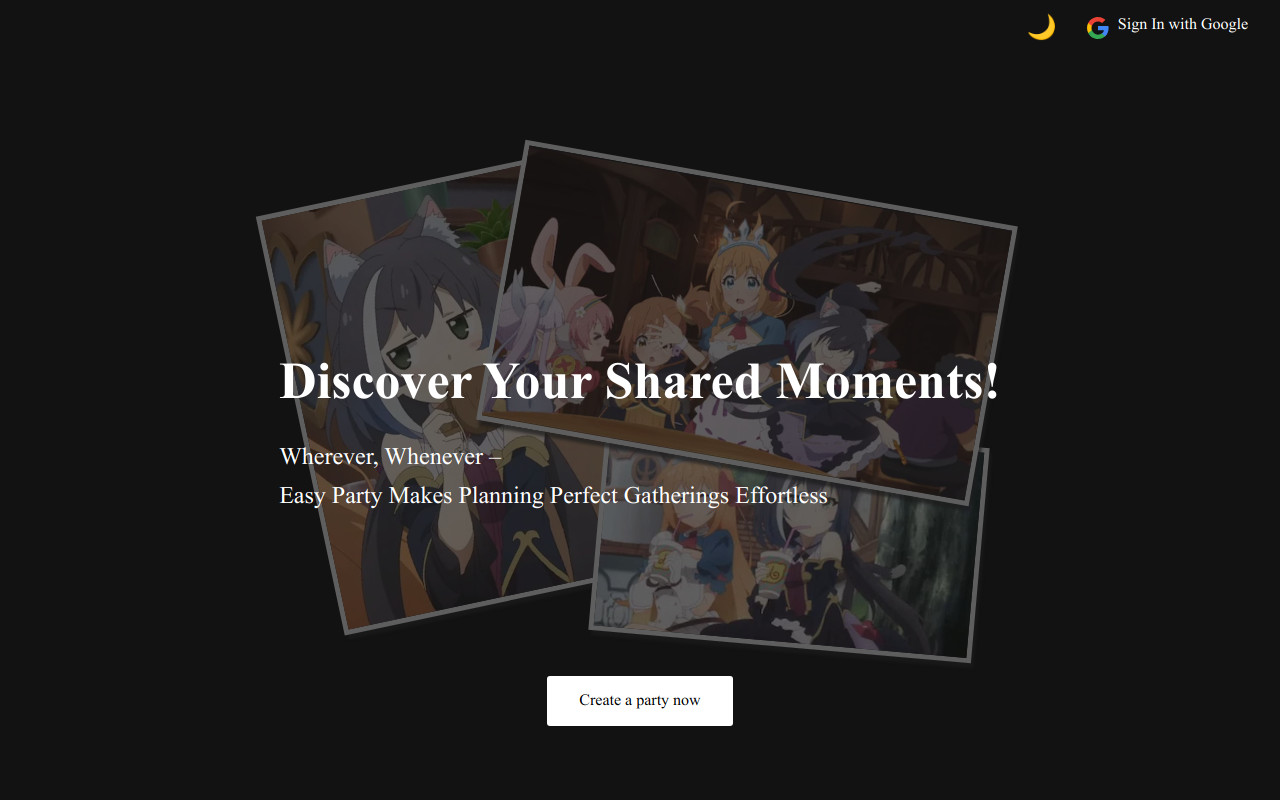 Sign In with Google
Discover Your Shared Moments!
Wherever, Whenever –
Easy Party Makes Planning Perfect Gatherings Effortless
Create a party now